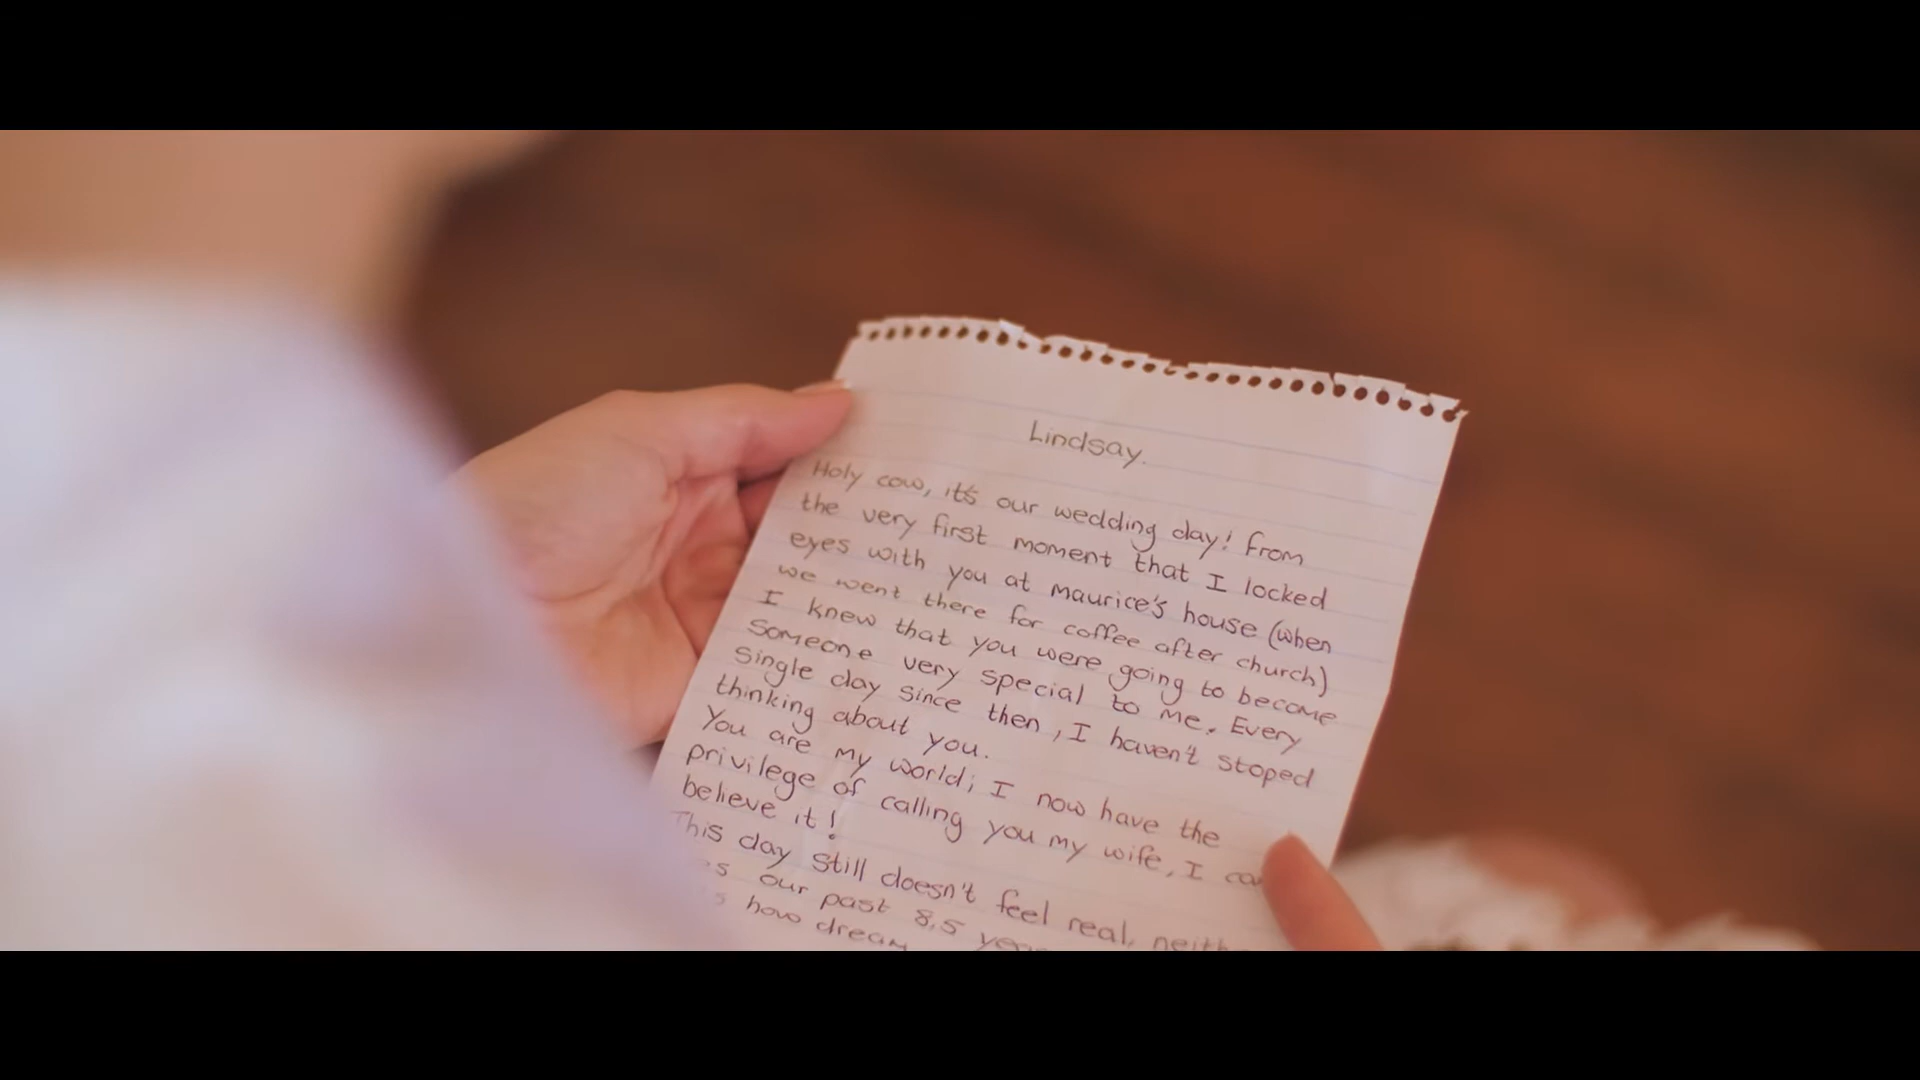 Lindsay.
Holy cow, it's our wedding day! From
the very first moment that I locked
eyes with you at maurice's house (when
we went there for coffee after church)
I knew that you were going to become
someone very special to me. Every
single day since then, I haven't stoped
thinking about you.
You are my world; I now have the
privilege of calling you my wife, I
believe it!
This day still doesn't feel real,
our past 8,5
how